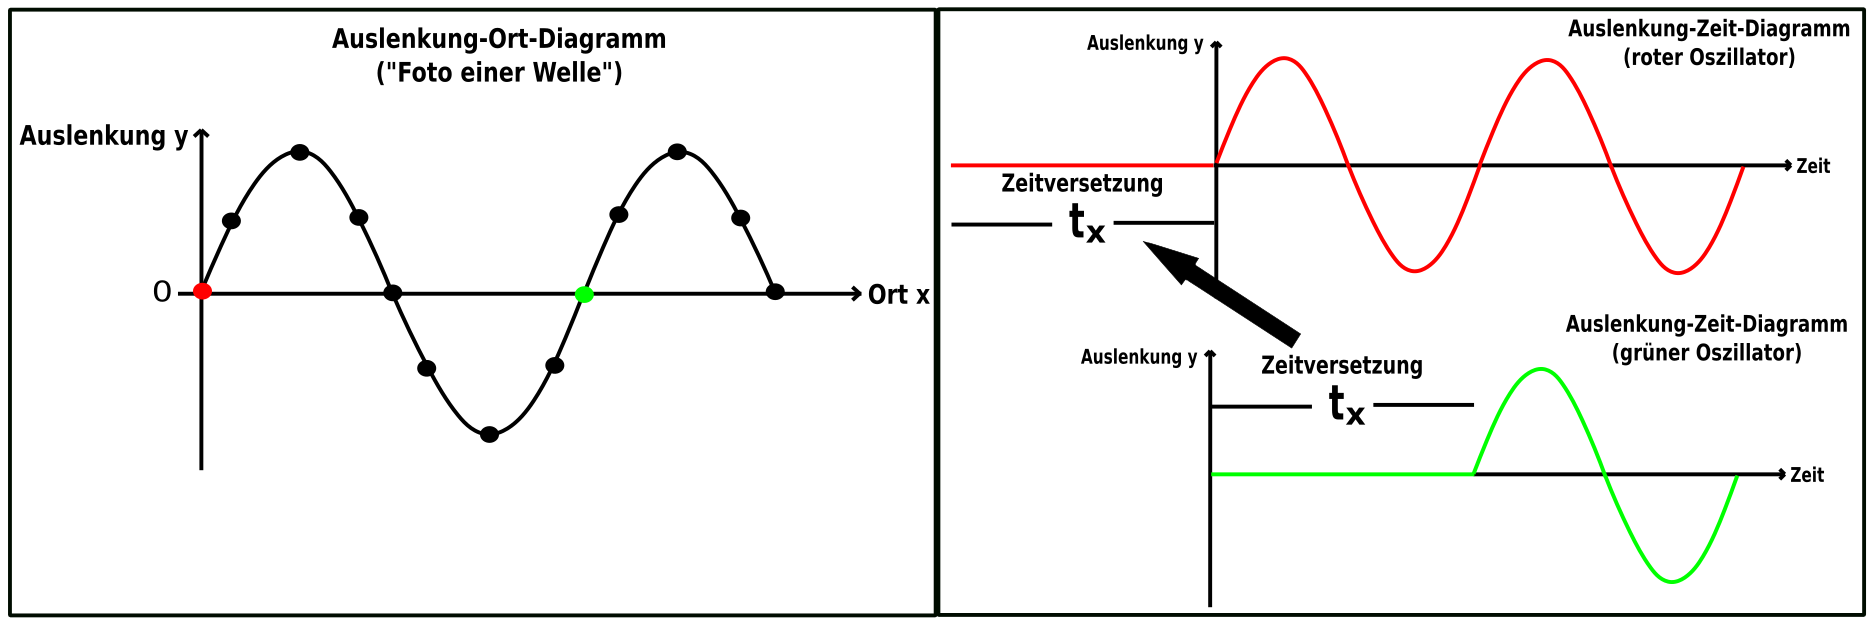 Auslenkung-Ort-Diagramm
("Foto einer Welle")
Auslenkung y
0
Ort x
Auslenkung-Zeit-Diagramm
(roter Oszillator)
Auslenkung y
Zeit
Zeitversetzung
tx
Auslenkung-Zeit-Diagramm
(grüner Oszillator)
Auslenkung y
Zeitversetzung
tx
Zeit